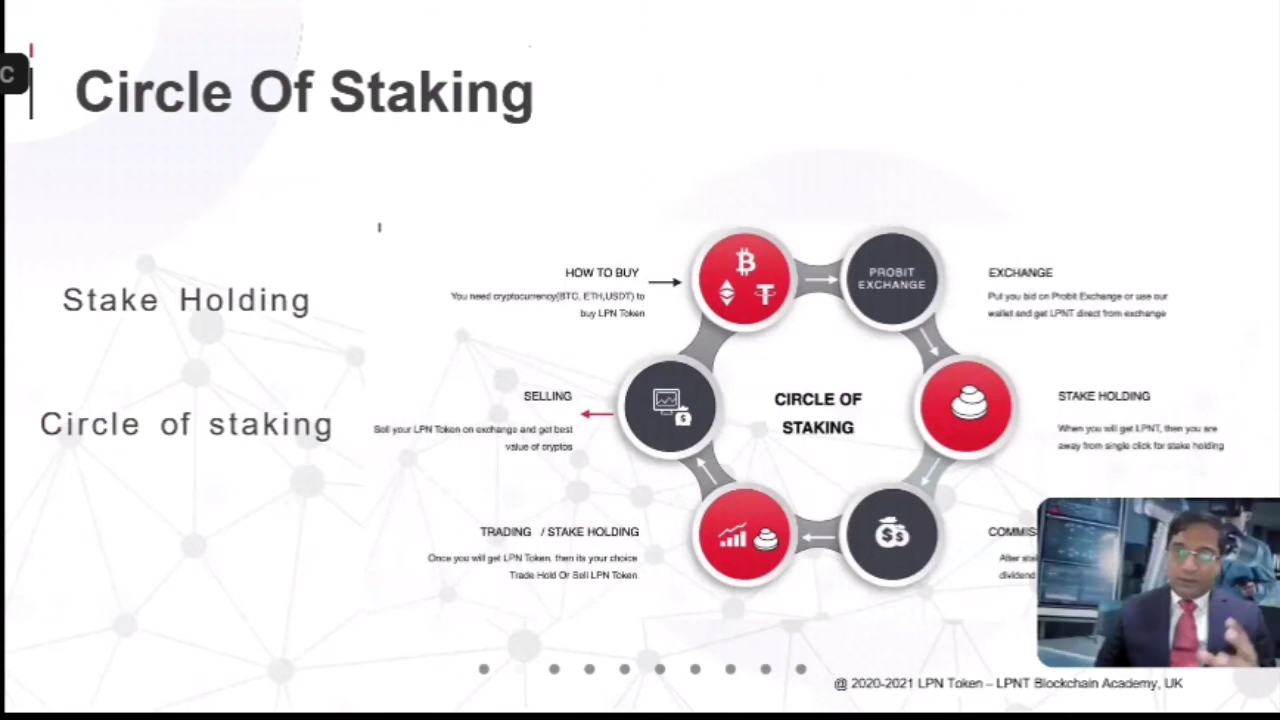 C
Circle Of Staking
Stake Holding
Circle of staking
HOW TO BUY
You need cryptocurrency(BTC, ETH,USDT) to
buy LPN Token
PROBIT
EXCHANGE
EXCHANGE
Put you bid on Probit Exchange or use our
wallet and get LPNT direct from exchange
SELLING
Sell your LPN Token on exchange and get best
value of cryptos
CIRCLE OF
STAKING
STAKE HOLDING
When you will get LPNT, then you are
away from single click for stake holding
TRADING / STAKE HOLDING
Once you will get LPN Token, then its your choice
Trade Hold Or Sell LPN Token
COMMIS
After
dividend
@ 2020-2021 LPN Token – LPNT Blockchain Academy, UK